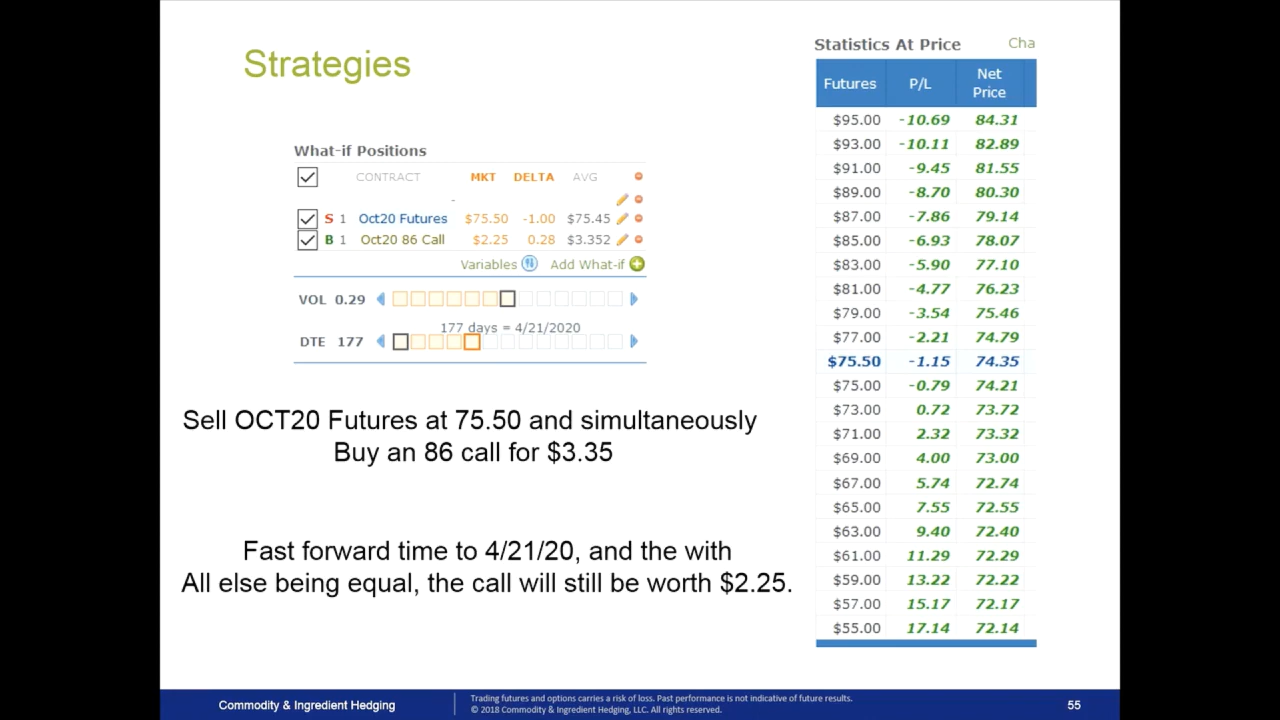 Strategies
What-if Positions
CONTRACT MKT DELTA AVG
-
S 1 Oct20 Futures $75.50 -1.00 $75.45
B 1 Oct20 86 Call $2.25 0.28 $3.352
Variables Add What-if
VOL 0.29
177 days = 4/21/2020
DTE 177
Sell OCT20 Futures at 75.50 and simultaneously
Buy an 86 call for $3.35
Fast forward time to 4/21/20, and the with
All else being equal, the call will still be worth $2.25.
Statistics At Price Cha
Futures P/L Net
Price
$95.00 -10.69 84.31
$93.00 -10.11 82.89
$91.00 -9.45 81.55
$89.00 -8.70 80.30
$87.00 -7.86 79.14
$85.00 -6.93 78.07
$83.00 -5.90 77.10
$81.00 -4.77 76.23
$79.00 -3.54 75.46
$77.00 -2.21 74.79
$75.50 -1.15 74.35
$75.00 -0.79 74.21
$73.00 0.72 73.72
$71.00 2.32 73.32
$69.00 4.00 73.00
$67.00 5.74 72.74
$65.00 7.55 72.55
$63.00 9.40 72.40
$61.00 11.29 72.29
$59.00 13.22 72.22
$57.00 15.17 72.17
$55.00 17.14 72.14
Commodity & Ingredient Hedging
Trading futures and options carries a risk of loss. Past performance is not indicative of future results.
© 2018 Commodity & Ingredient Hedging, LLC. All rights reserved.
55